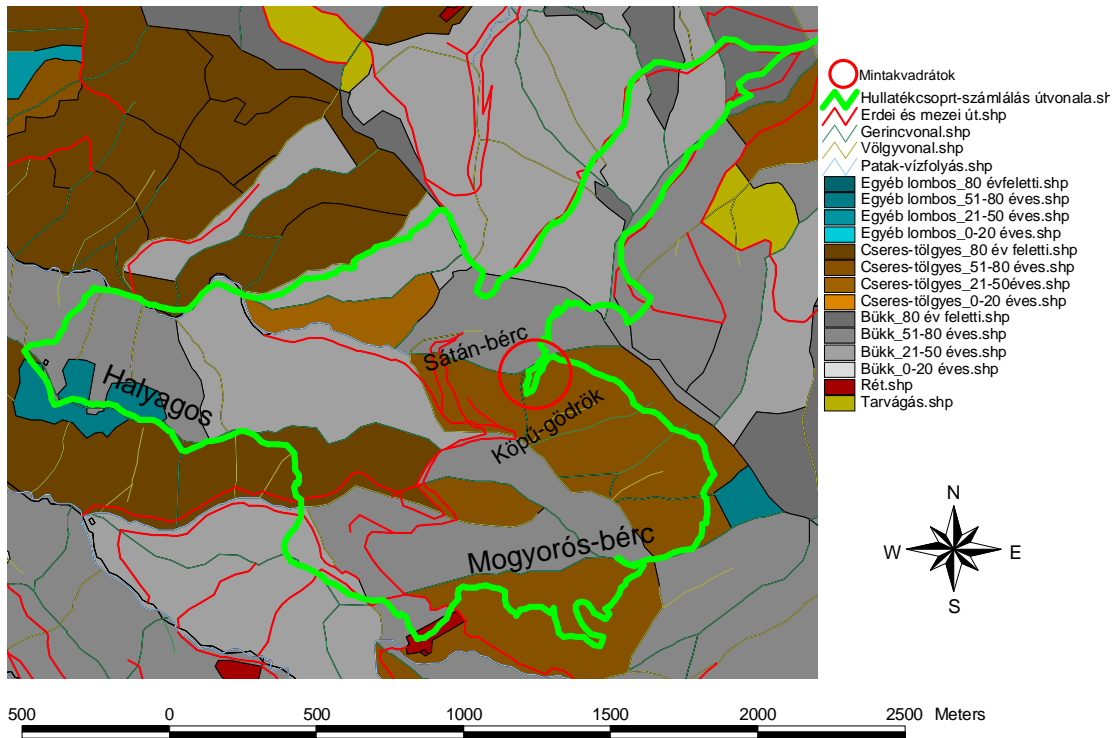 Sátán-bérc
Halyagos
Köpű-gödrök
Mogyorós-bérc
Mintakvadrátok
Hullatékcsoprt-számlálás útvonala.sh
Erdei és mezei út.shp
Gerincvonal.shp
Völgyvonal.shp
Patak-vízfolyás.shp
Egyéb lombos_80 évfeletti.shp
Egyéb lombos_51-80 éves.shp
Egyéb lombos_21-50 éves.shp
Egyéb lombos_0-20 éves.shp
Cseres-tölgyes_80 év feletti.shp
Cseres-tölgyes_51-80 éves.shp
Cseres-tölgyes_21-50éves.shp
Cseres-tölgyes_0-20 éves.shp
Bükk_80 év feletti.shp
Bükk_51-80 éves.shp
Bükk_21-50 éves.shp
Bükk_0-20 éves.shp
Rét.shp
Tarvágás.shp
N
W E
S
500 0 500 1000 1500 2000 2500 Meters